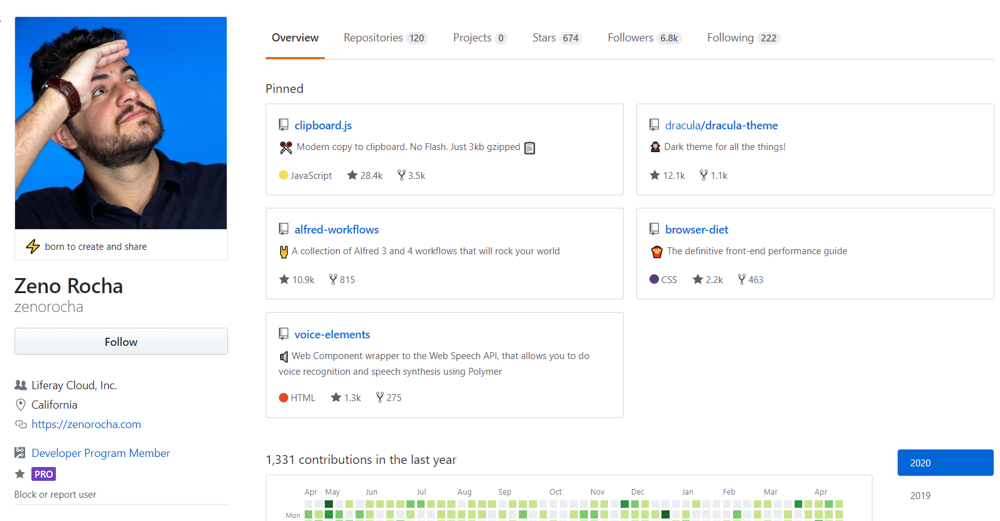 Overview Repositories 120 Projects 0 Stars 674 Followers 6.8k Following 222
born to create and share
Zeno Rocha
zenorocha
Follow
Liferay Cloud, Inc.
California
https://zenorocha.com
Developer Program Member
PRO
Block or report user
Pinned
clipboard.js
Modern copy to clipboard. No Flash. Just 3kb gzipped
JavaScript 28.4k 3.5k
dracula/dracula-theme
Dark theme for all the things!
12.1k 1.1k
alfred-workflows
A collection of Alfred 3 and 4 workflows that will rock your world
10.9k 815
browser-diet
The definitive front-end performance guide
CSS 2.2k 463
voice-elements
Web Component wrapper to the Web Speech API, that allows you to do
voice recognition and speech synthesis using Polymer
HTML 1.3k 275
1,331 contributions in the last year
Apr May Jun Jul Aug Sep Oct Nov Dec Jan Feb Mar Apr
Mon
2020
2019